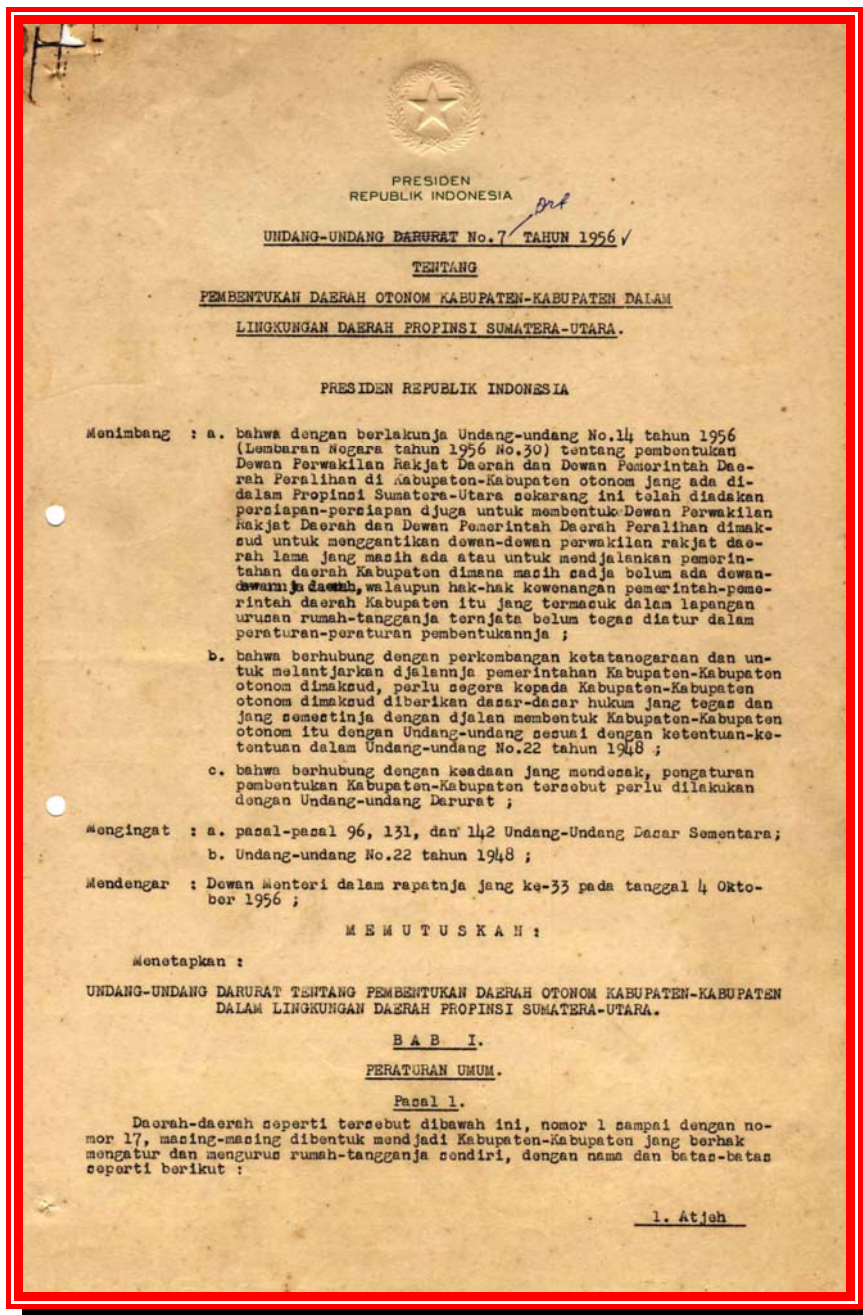 PRESIDEN
REPUBLIK INDONESIA
Drt
UNDANG-UNDANG DARURAT No.7 TAHUN 1956
TENTANG
PEMBENTUKAN DAERAH OTONOM KABUPATEN-KABUPATEN DALAM
LINGKUNGAN DAERAH PROPINSI SUMATERA-UTARA.
PRESIDEN REPUBLIK INDONESIA
Menimbang : a. bahwa dengan berlakunja Undang-undang No.14 tahun 1956
(Lembaran Negara tahun 1956 No.30) tentang pembentukan
Dewan Perwakilan Rakjat Daerah dan Dewan Pemerintah Dae-
rah Peralihan di Kabupaten-Kabupaten otonom jang ada di-
dalam Propinsi Sumatera-Utara sekarang ini telah diadakan
persiapan-persiapan djuga untuk membentuk Dewan Perwakilan
Rakjat Daerah dan Dewan Pemerintah Daerah Peralihan dimak-
sud untuk menggantikan dewan-dewan perwakilan rakjat dae-
rah lama jang masih ada atau untuk mendjalankan pemerin-
tahan daerah Kabupaten dimana masih sadja belum ada dewan-
daerah, walaupun hak-hak kewenangan pemerintah-peme-
rintah daerah Kabupaten itu jang termasuk dalam lapangan
urusan rumah-tangganja ternjata belum tegas diatur dalam
peraturan-peraturan pembentukannja ;
b. bahwa berhubung dengan perkembangan ketatanegaraan dan un-
tuk melantjarkan djalannja pemerintahan Kabupaten-Kabupaten
otonom dimaksud, perlu segera kepada Kabupaten-Kabupaten
otonom dimaksud diberikan dasar-dasar hukum jang tegas dan
jang semestinja dengan djalan membentuk Kabupaten-Kabupaten
otonom itu dengan Undang-undang sesuai dengan ketentuan-ke-
tentuan dalam Undang-undang No.22 tahun 1948 ;
c. bahwa berhubung dengan keadaan jang mendesak, pengaturan
pembentukan Kabupaten-Kabupaten tersebut perlu dilakukan
dengan Undang-undang Darurat ;
Mengingat : a. pasal-pasal 96, 131, dan 142 Undang-Undang Dasar Sementara;
b. Undang-undang No.22 tahun 1948 ;
Mendengar : Dewan Menteri dalam rapatnja jang ke-33 pada tanggal 4 Okto-
ber 1956 ;
M E M U T U S K A N :
Menetapkan :
UNDANG-UNDANG DARURAT TENTANG PEMBENTUKAN DAERAH OTONOM KABUPATEN-KABUPATEN
DALAM LINGKUNGAN DAERAH PROPINSI SUMATERA-UTARA.
B A B I.
PERATURAN UMUM.
Pasal 1.
Daerah-daerah seperti tersebut dibawah ini, nomor 1 sampai dengan no-
mor 17, masing-masing dibentuk mendjadi Kabupaten-Kabupaten jang berhak
mengatur dan mengurus rumah-tangganja sendiri, dengan nama dan batas-batas
seperti berikut :
1. Atjeh